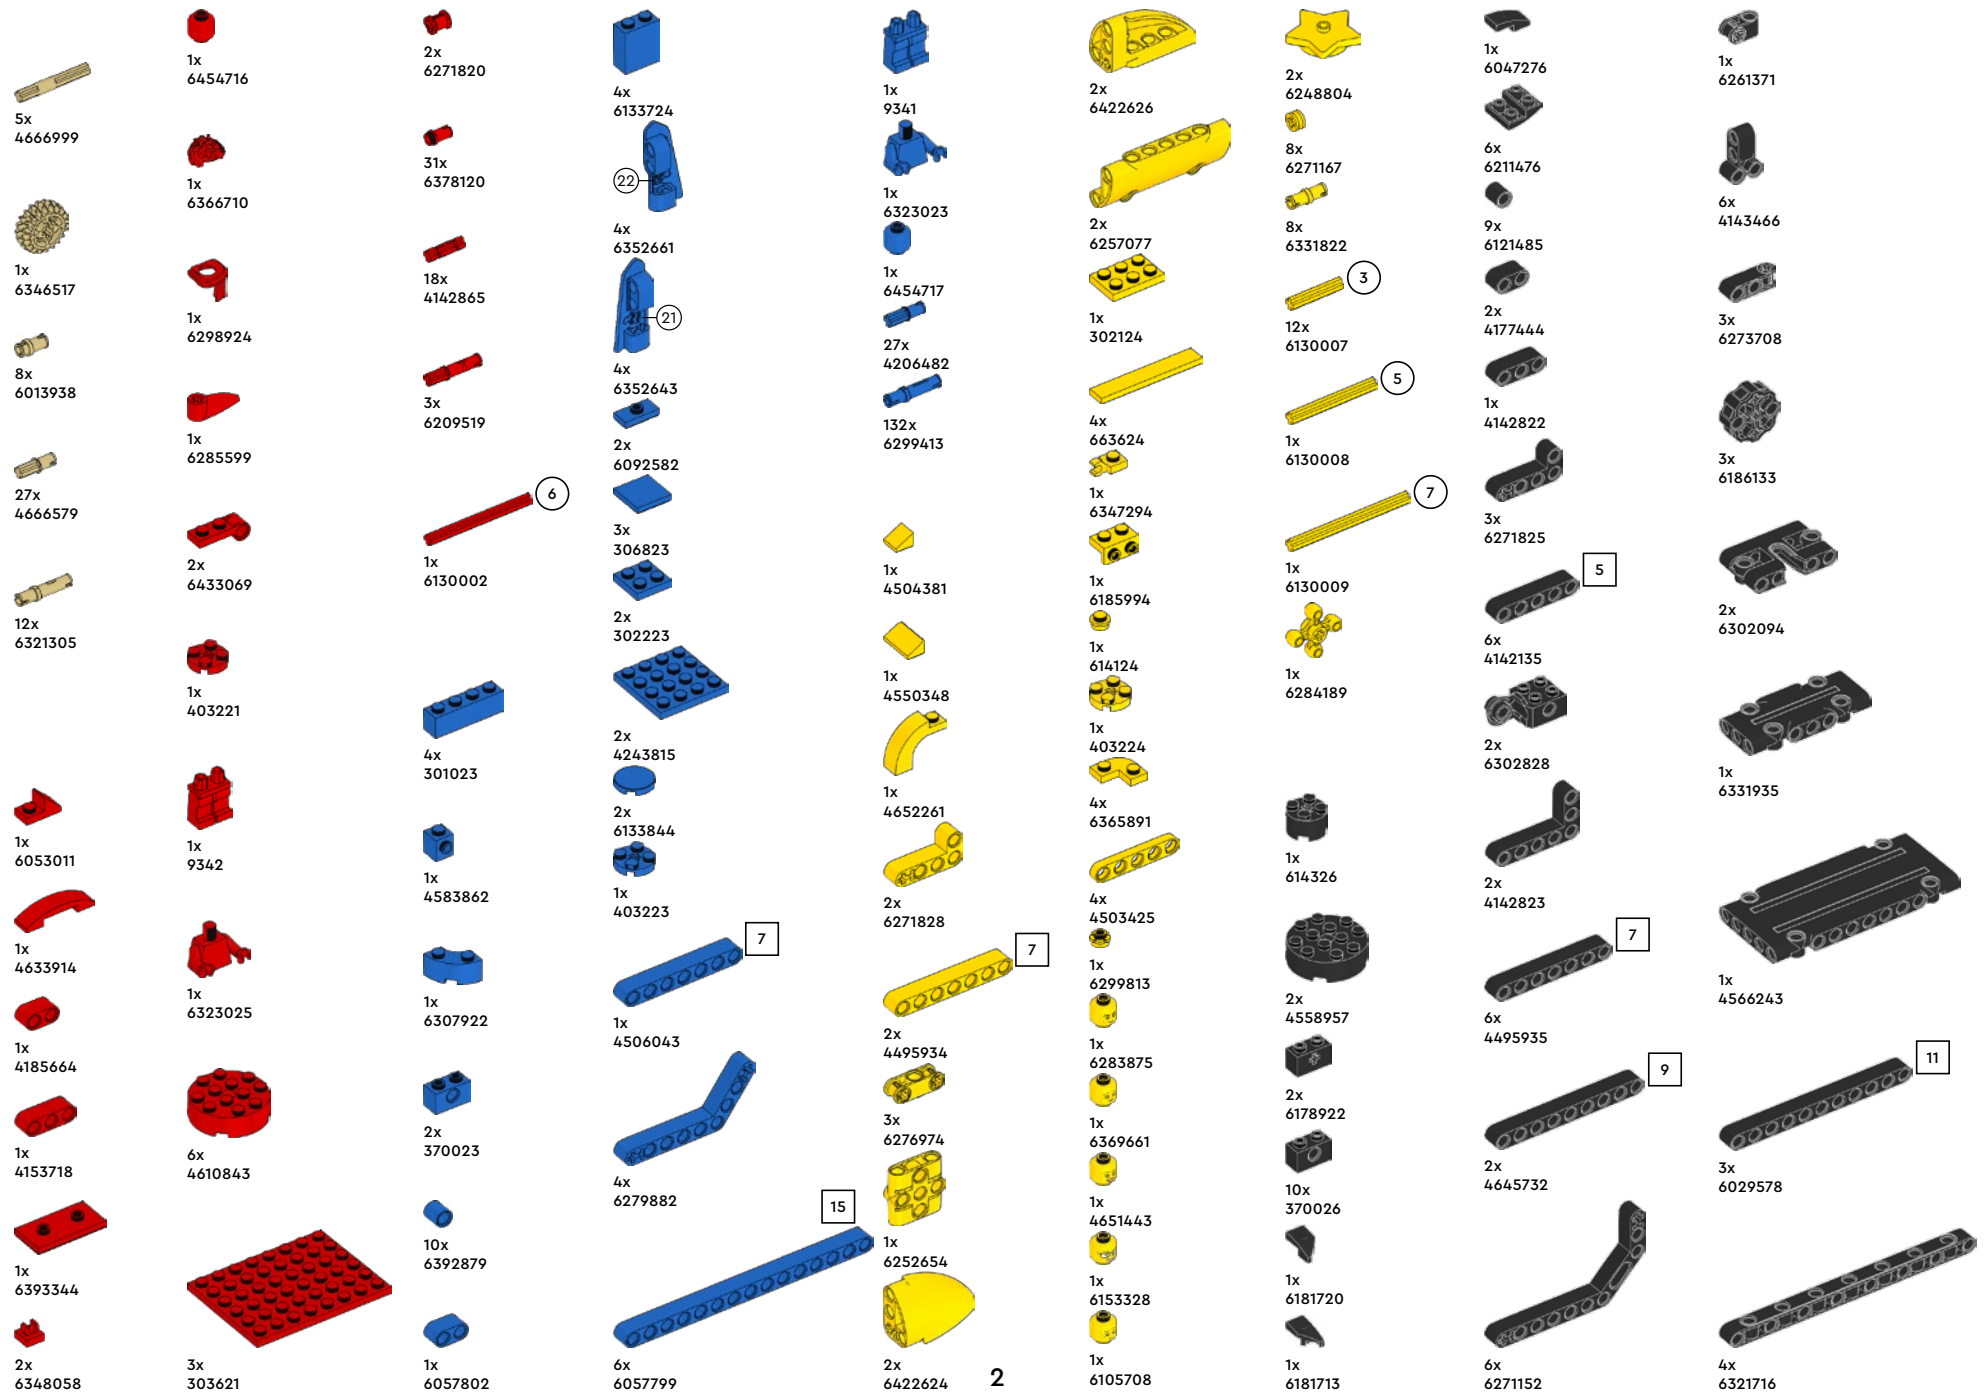 5x
4666999
1x
6346517
8x
6013938
27x
4666579
12x
6321305
1x
6053011
1x
4633914
1x
4185664
1x
4153718
1x
6393344
2x
6348058
1x
6454716
1x
6366710
1x
6298924
1x
6285599
2x
6433069
1x
403221
1x
9342
1x
6323025
6x
4610843
3x
303621
2x
6271820
31x
6378120
18x
4142865
3x
6209519
6
1x
6130002
4x
301023
1x
4583862
1x
6307922
2x
370023
10x
6392879
1x
6057802
4x
6133724
22
4x
6352661
21
4x
6352643
2x
6092582
3x
306823
2x
302223
2x
4243815
2x
6133844
1x
403223
7
1x
4506043
4x
6279882
15
6x
6057799
1x
9341
1x
6323023
1x
6454717
27x
4206482
132x
6299413
1x
4504381
1x
4550348
1x
4652261
2x
6271828
7
2x
4495934
3x
6276974
1x
6252654
2x
6422624
2x
6422626
2x
6257077
1x
302124
4x
663624
1x
6347294
1x
6185994
1x
614124
1x
403224
4x
6365891
4x
4503425
1x
6299813
1x
6283875
1x
6369661
1x
4651443
1x
6153328
1x
6105708
2x
6248804
8x
6271167
8x
6331822
3
12x
6130007
5
1x
6130008
7
1x
6130009
1x
6284189
1x
614326
2x
4558957
2x
6178922
10x
370026
1x
6181720
1x
6181713
1x
6047276
6x
6211476
9x
6121485
2x
4177444
1x
4142822
3x
6271825
5
6x
4142135
2x
6302828
2x
4142823
7
6x
4495935
9
2x
4645732
6x
6271152
1x
6261371
6x
4143466
3x
6273708
3x
6186133
2x
6302094
1x
6331935
1x
4566243
11
3x
6029578
4x
6321716
2